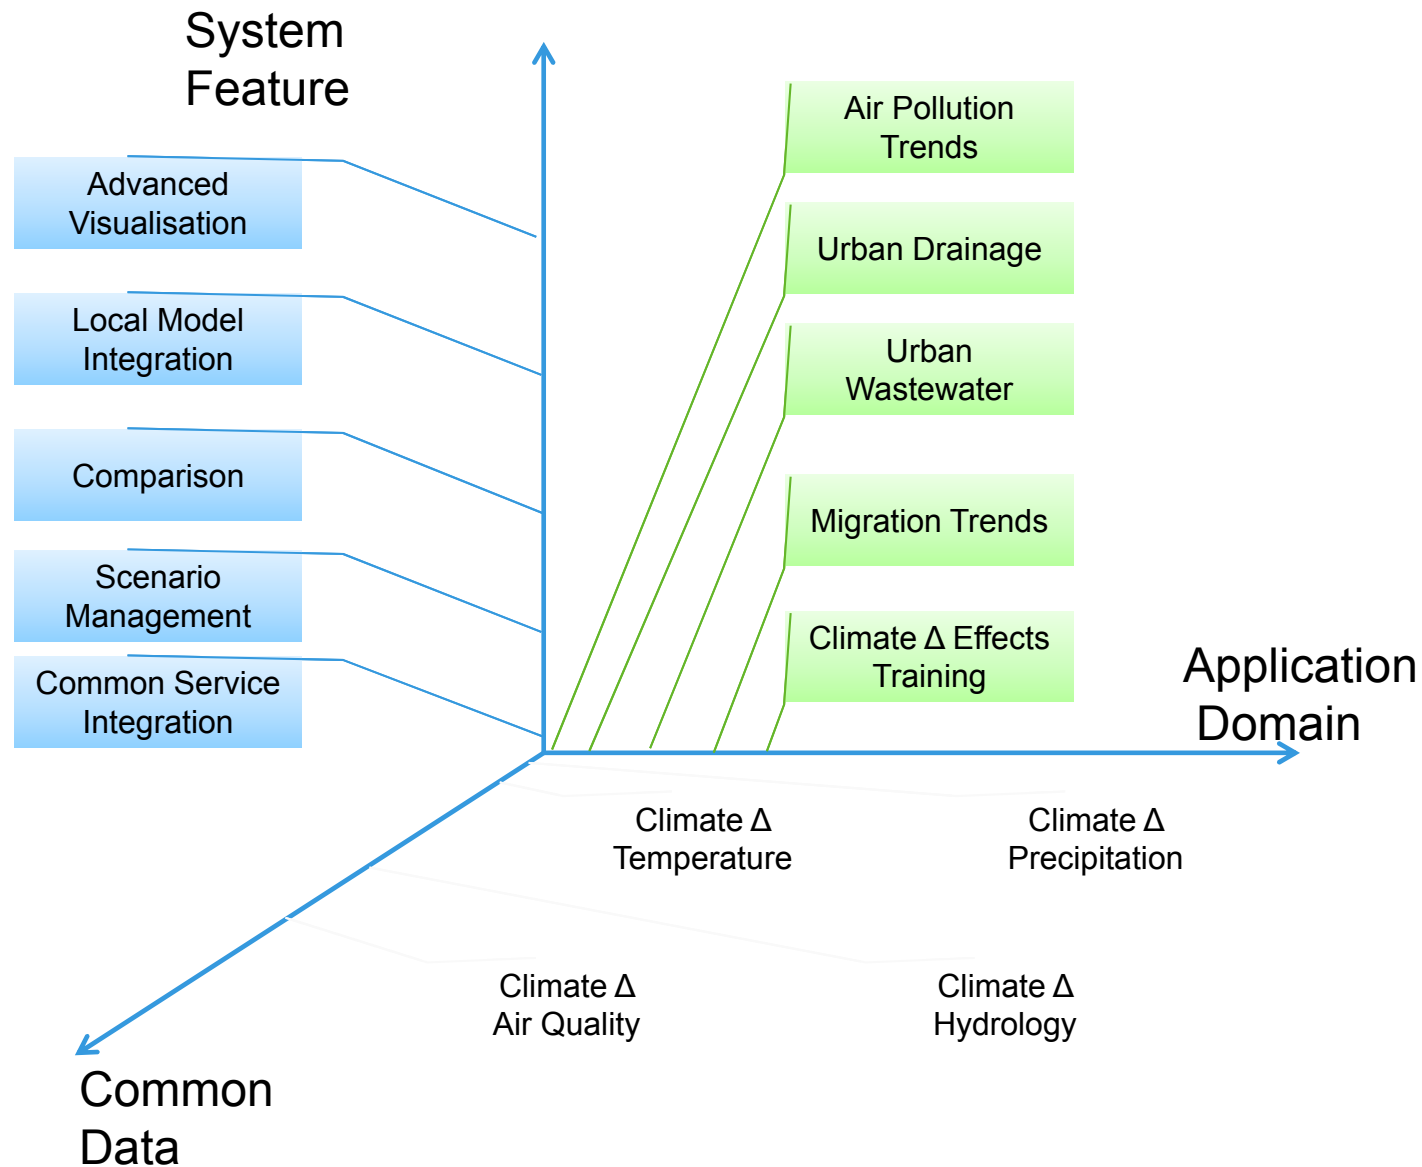 System
Feature
Advanced
Visualisation
Local Model
Integration
Comparison
Scenario
Management
Common Service
Integration
Air Pollution
Trends
Urban Drainage
Urban
Wastewater
Migration Trends
Climate Δ Effects
Training
Application
Domain
Climate Δ
Temperature
Climate Δ
Precipitation
Climate Δ
Air Quality
Climate Δ
Hydrology
Common
Data